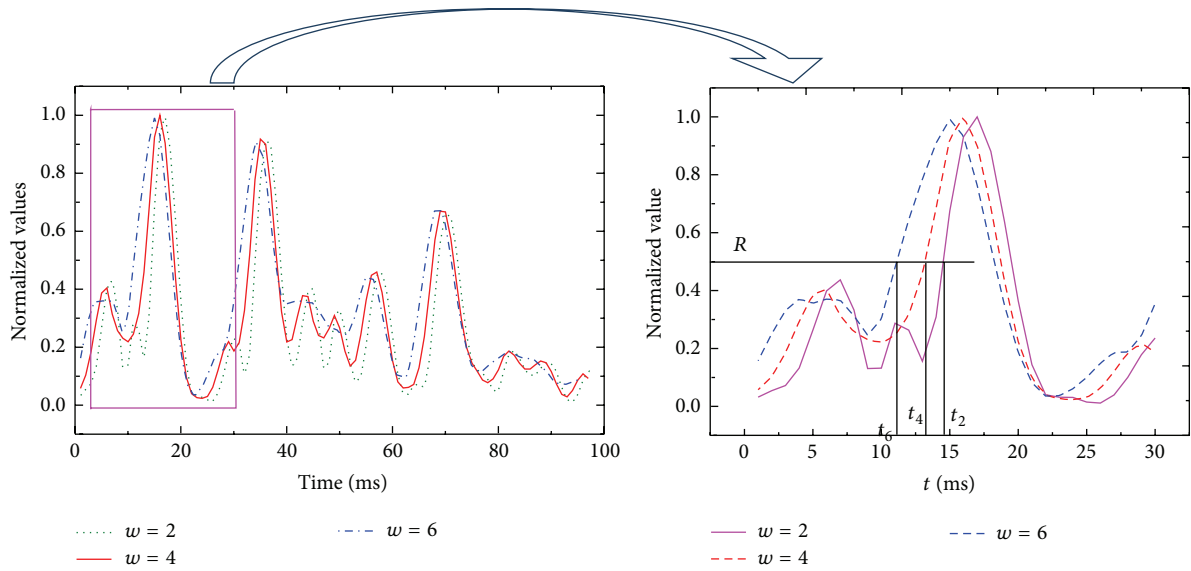 Normalized values
1.0
0.8
0.6
0.4
0.2
0.0
0 20 40 60 80 100
Time (ms)
w = 2
w = 4
w = 6
Normalized value
1.0
0.8
0.6
0.4
0.2
0.0
R
t6
t4
t2
0 5 10 15 20 25 30
t (ms)
w = 2
w = 4
w = 6